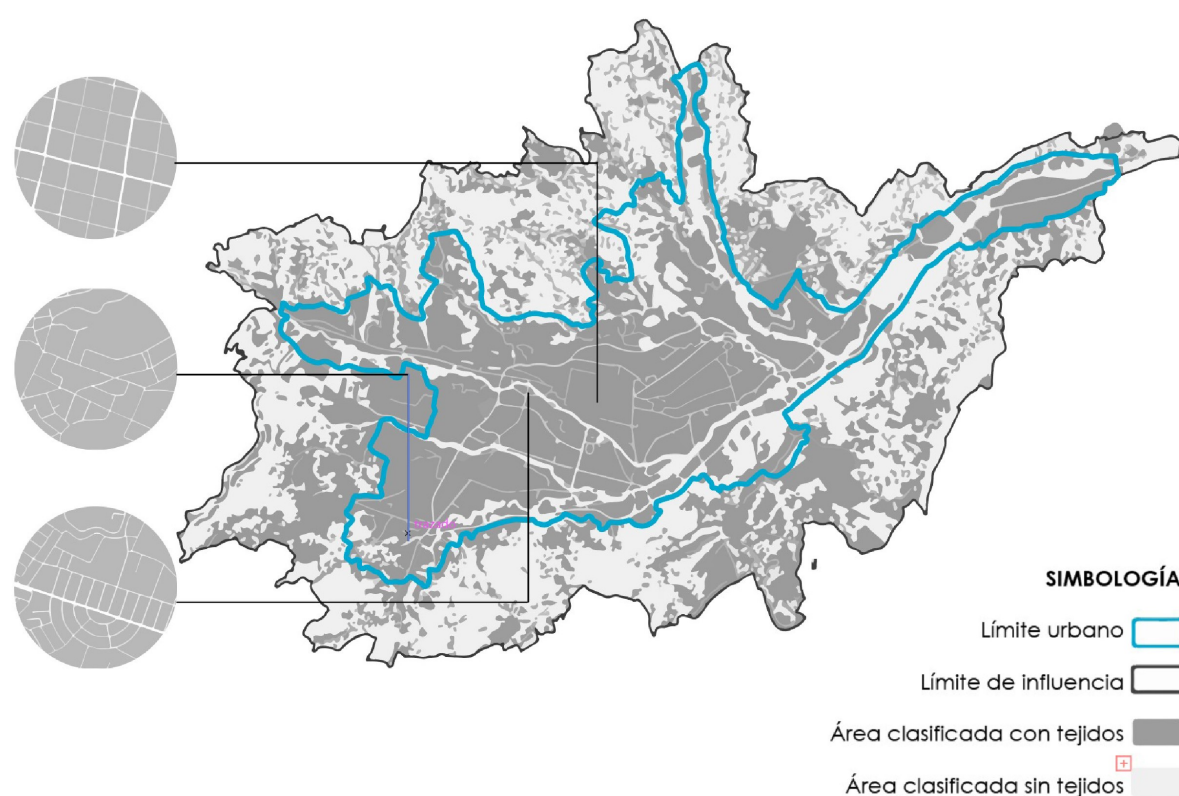 SIMBOLOGÍA
Límite urbano
Límite de influencia
Área clasificada con tejidos
Área clasificada sin tejidos